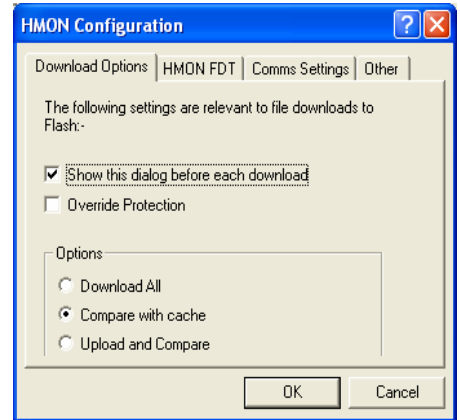 HMON Configuration
Download Options HMON FDT Comms Settings Other
The following settings are relevant to file downloads to
Flash:-
Show this dialog before each download
Override Protection
Options
Download All
Compare with cache
Upload and Compare
OK Cancel